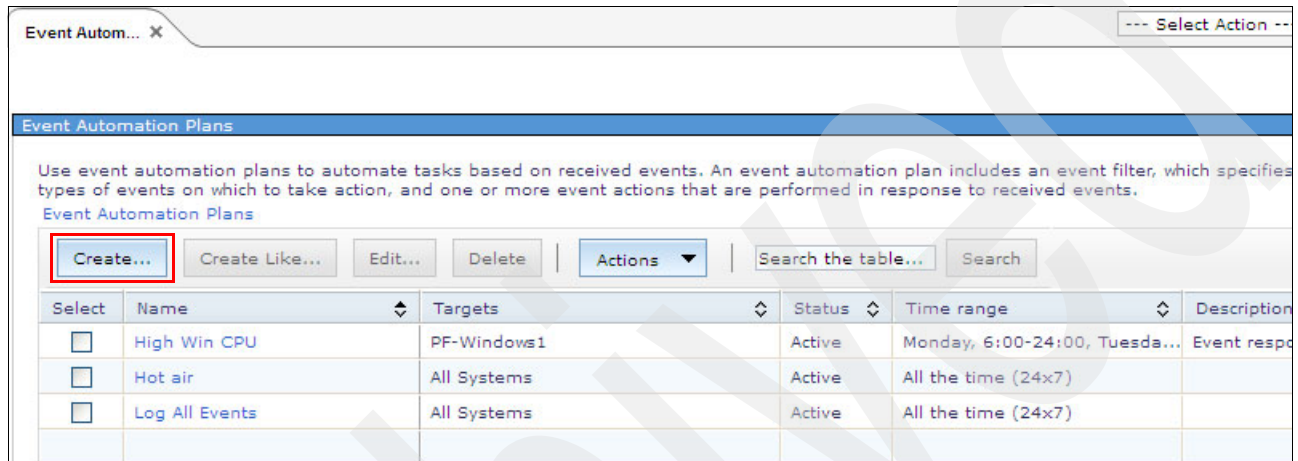 Event Autom... ✕
--- Select Action --
Event Automation Plans
Use event automation plans to automate tasks based on received events. An event automation plan includes an event filter, which specifies
types of events on which to take action, and one or more event actions that are performed in response to received events.
Event Automation Plans
Create... Create Like... Edit... Delete Actions Search the table... Search
Select Name Targets Status Time range Description
High Win CPU PF-Windows1 Active Monday, 6:00-24:00, Tuesda... Event respo
Hot air All Systems Active All the time (24x7)
Log All Events All Systems Active All the time (24x7)